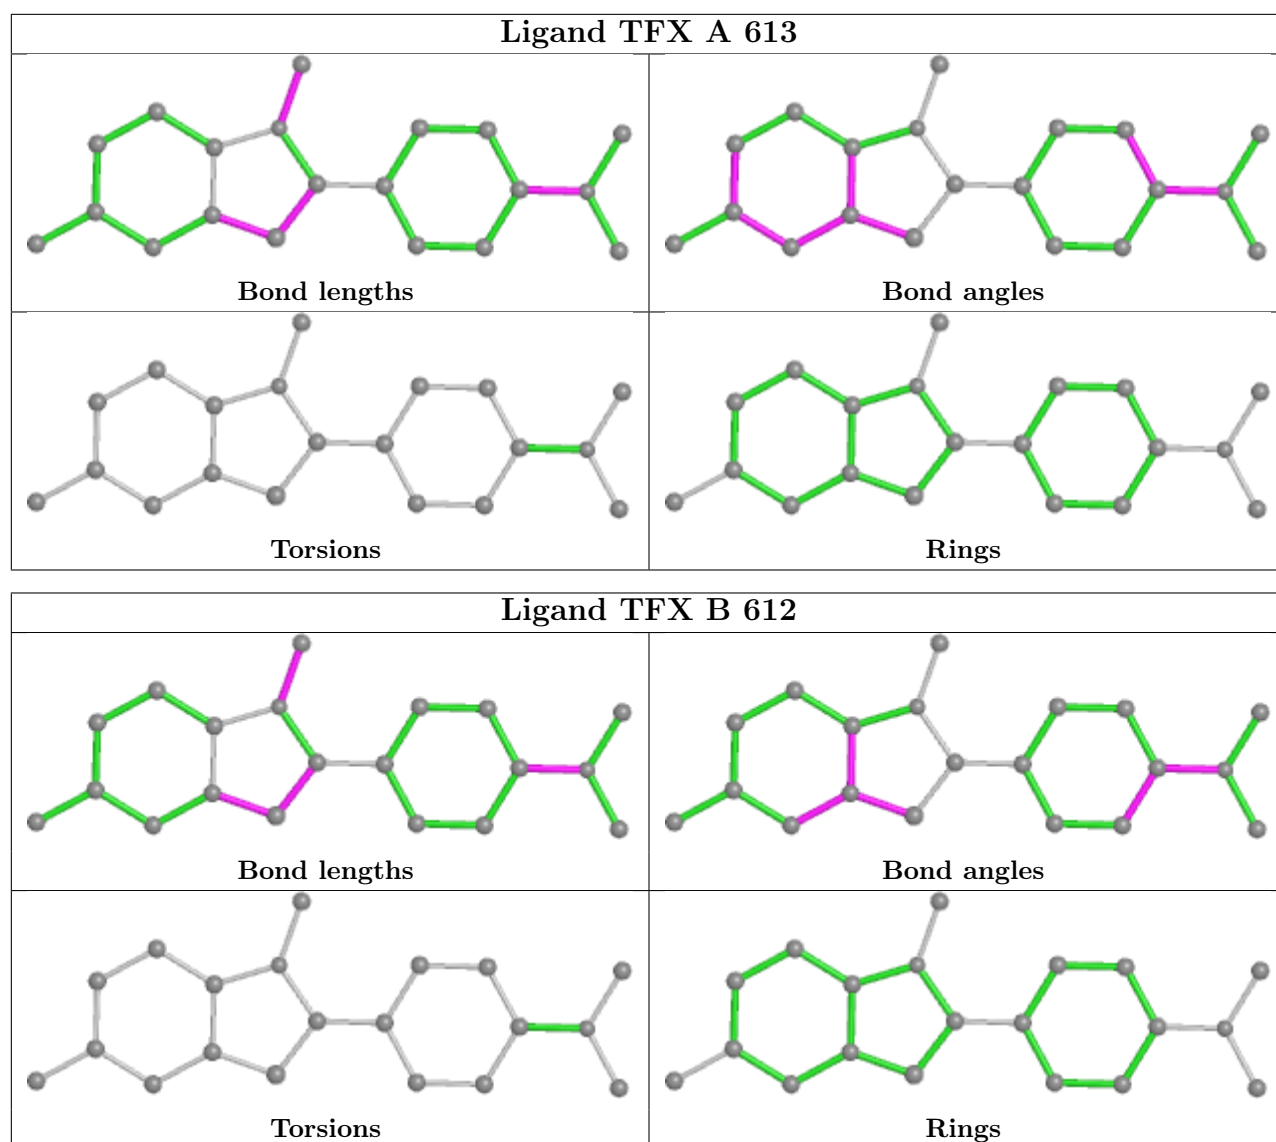 Ligand TFX A 613
Bond lengths
Bond angles
Torsions
Rings
Ligand TFX B 612
Bond lengths
Bond angles
Torsions
Rings